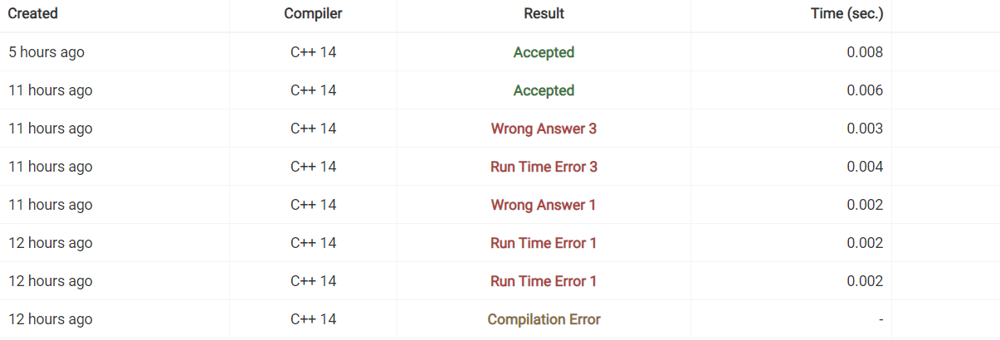 Created Compiler Result Time (sec.)
5 hours ago C++ 14 Accepted 0.008
11 hours ago C++ 14 Accepted 0.006
11 hours ago C++ 14 Wrong Answer 3 0.003
11 hours ago C++ 14 Run Time Error 3 0.004
11 hours ago C++ 14 Wrong Answer 1 0.002
12 hours ago C++ 14 Run Time Error 1 0.002
12 hours ago C++ 14 Run Time Error 1 0.002
12 hours ago C++ 14 Compilation Error -